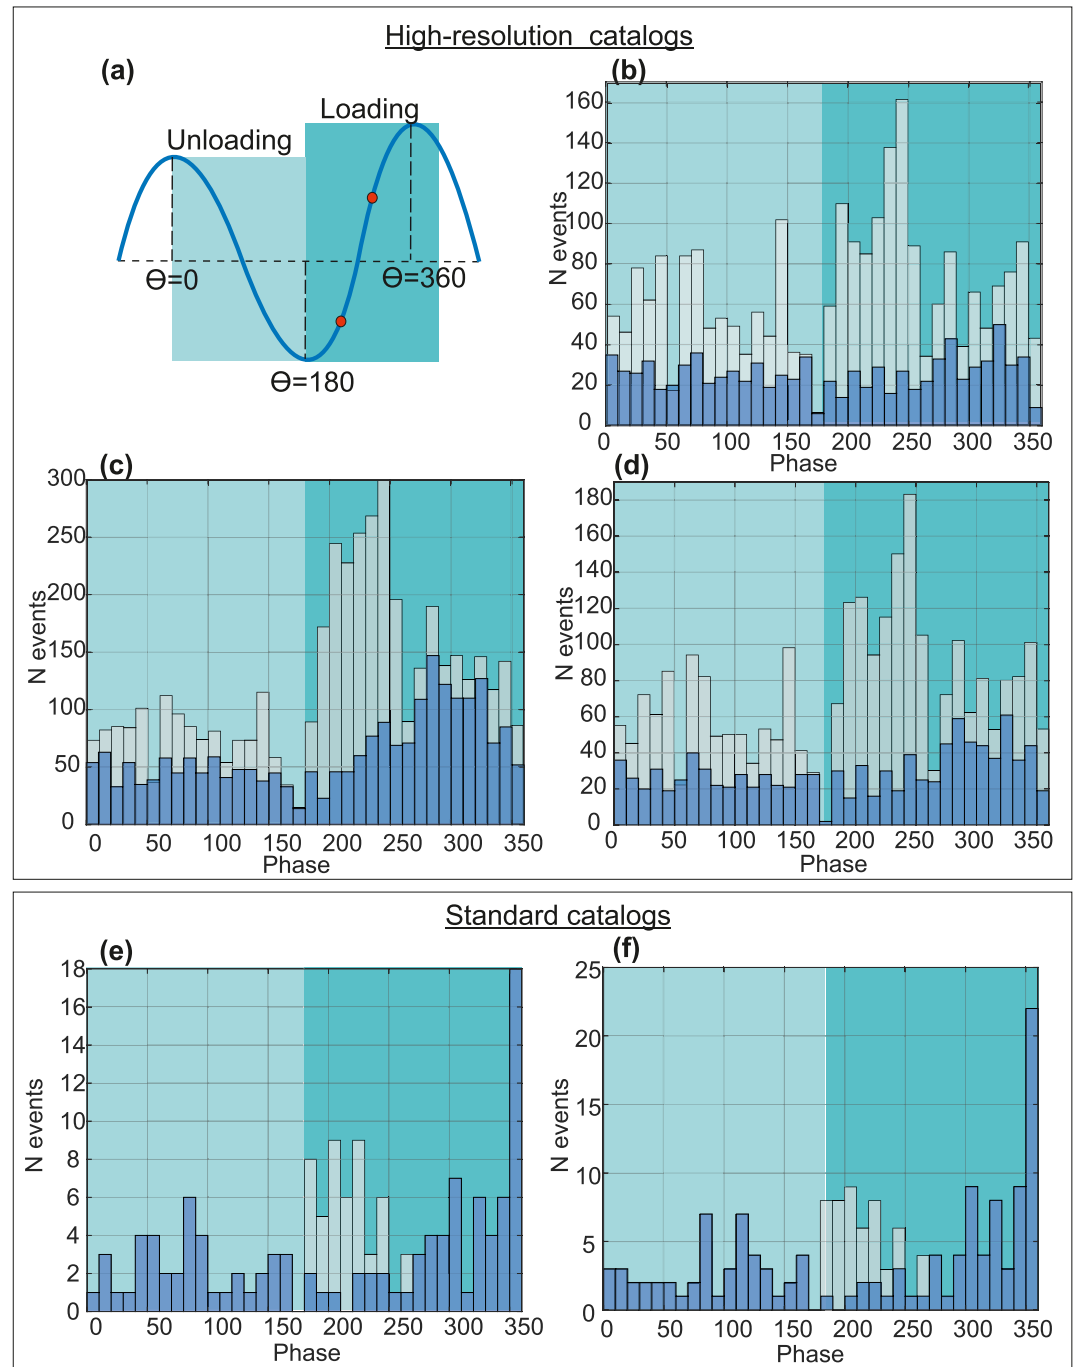 High-resolution catalogs
(a)
Loading
Unloading
Ө=0
Ө=360
Ө=180
(b)
160
140
120
100
80
60
40
20
0
N events
0 50 100 150 200 250 300 350
Phase
(c)
300
250
200
150
100
50
0
N events
0 50 100 150 200 250 300 350
Phase
(d)
180
160
140
120
100
80
60
40
20
0
N events
0 50 100 150 200 250 300 350
Phase
Standard catalogs
(e)
18
16
14
12
10
8
6
4
2
0
N events
0 50 100 150 200 250 300 350
Phase
(f)
25
20
15
10
5
0
N events
0 50 100 150 200 250 300 350
Phase